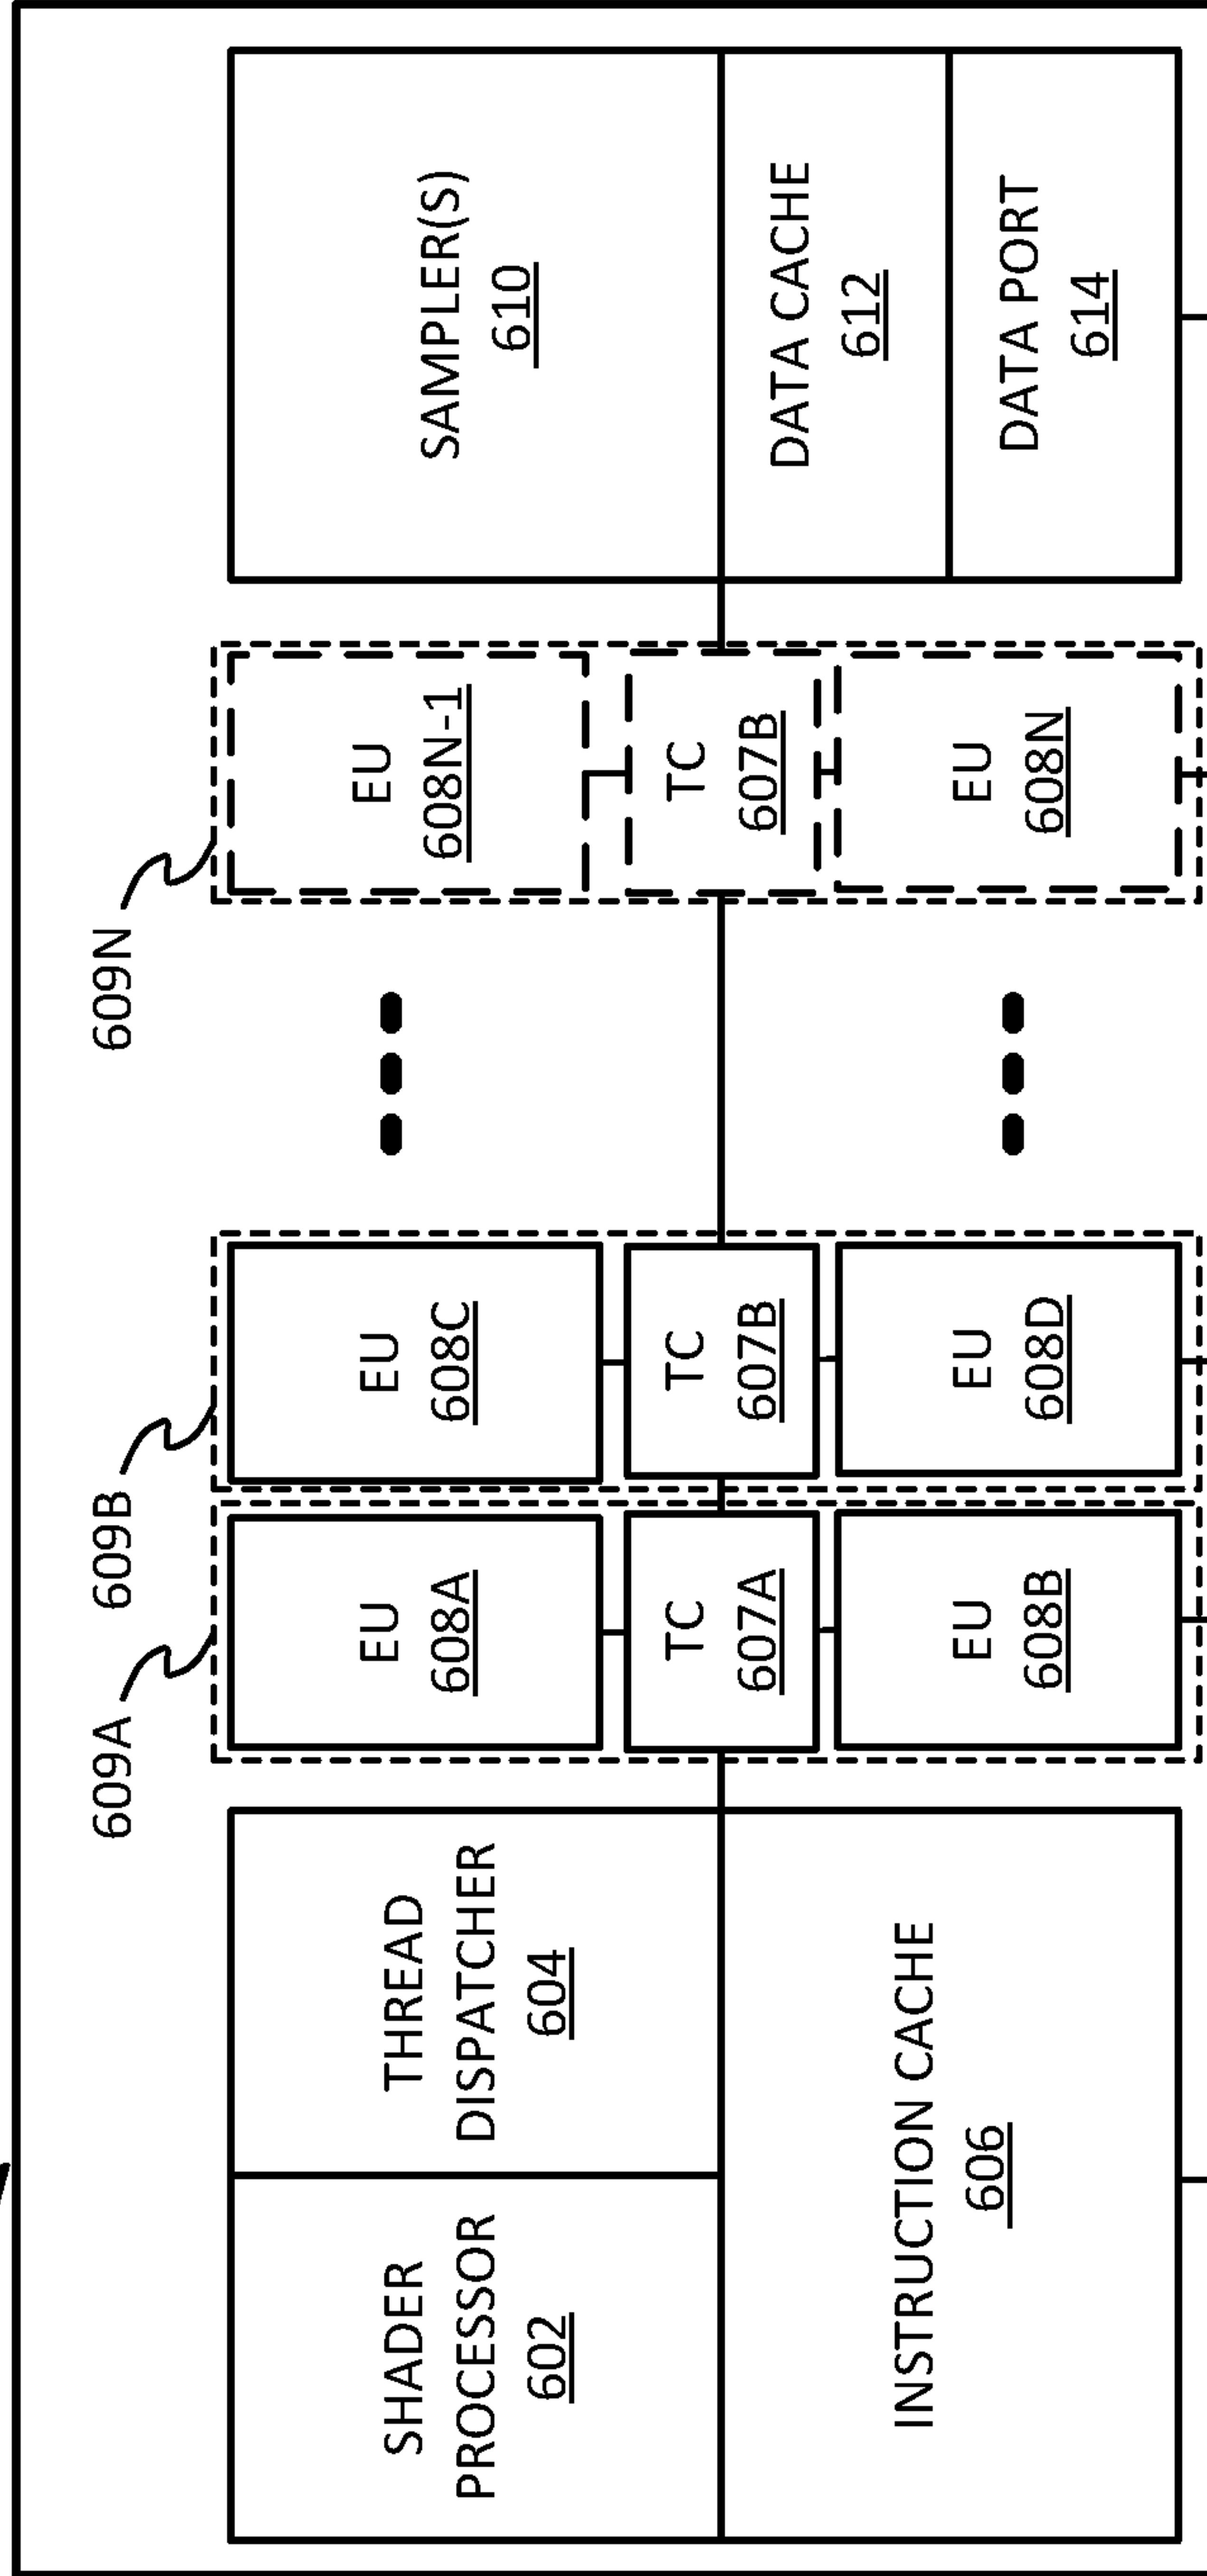 609A
609B
609N
SHADER
PROCESSOR
602
THREAD
DISPATCHER
604
INSTRUCTION CACHE
606
EU
608A
TC
607A
EU
608B
EU
608C
TC
607B
EU
608D
EU
608N-1
TC
607B
EU
608N
SAMPLER(S)
610
DATA CACHE
612
DATA PORT
614